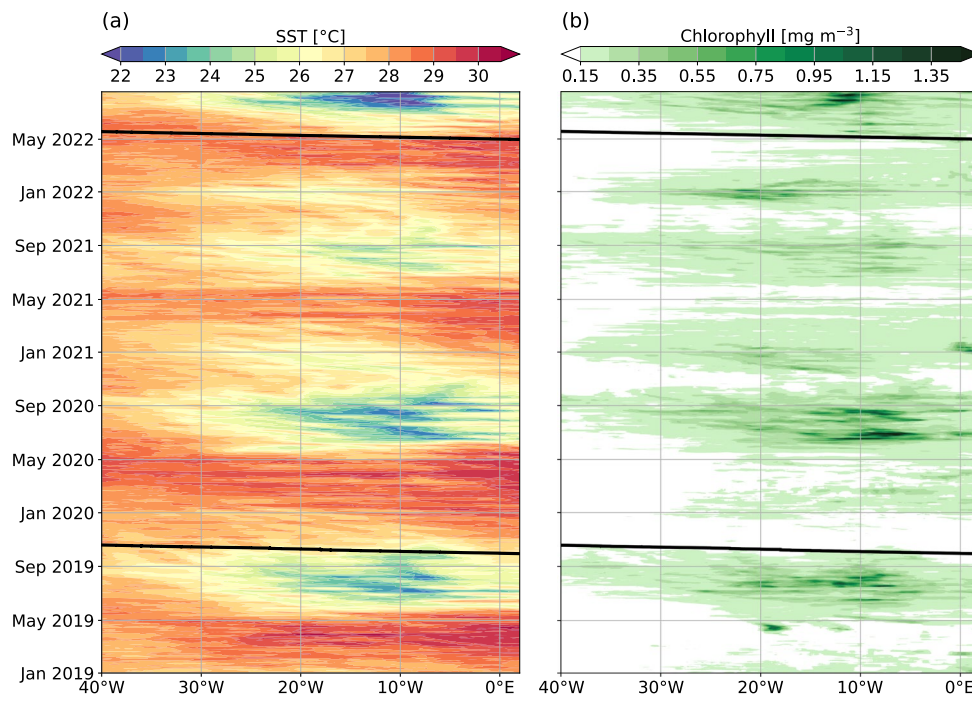 (a)
SST [°C]
22 23 24 25 26 27 28 29 30
(b)
Chlorophyll [mg m⁻³]
0.15 0.35 0.55 0.75 0.95 1.15 1.35
May 2022
Jan 2022
Sep 2021
May 2021
Jan 2021
Sep 2020
May 2020
Jan 2020
Sep 2019
May 2019
Jan 2019
40°W 30°W 20°W 10°W 0°E
40°W 30°W 20°W 10°W 0°E